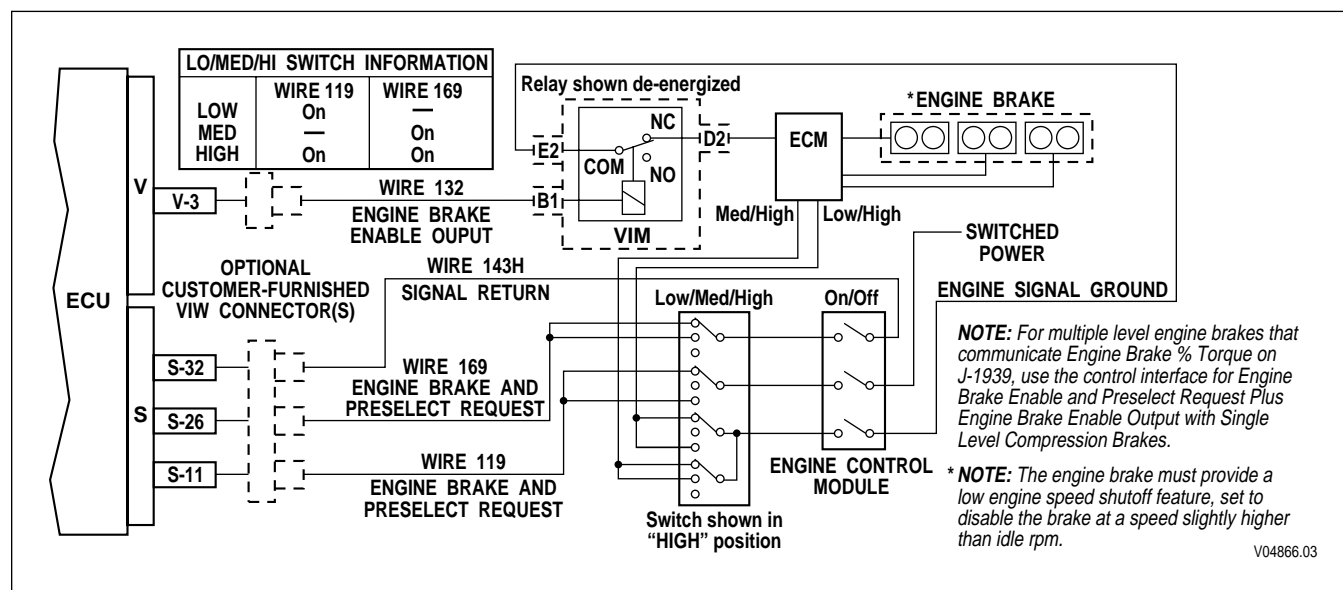 LO/MED/HI SWITCH INFORMATION
WIRE 119 WIRE 169
LOW On —
MED — On
HIGH On On
Relay shown de-energized
NC
COM
NO
E2
D2
B1
VIM
ECM
*ENGINE BRAKE
Med/High
Low/High
V
V-3
WIRE 132
ENGINE BRAKE
ENABLE OUPUT
ECU
OPTIONAL
CUSTOMER-FURNISHED
VIW CONNECTOR(S)
WIRE 143H
SIGNAL RETURN
SWITCHED
POWER
ENGINE SIGNAL GROUND
Low/Med/High
On/Off
S
S-32
S-26
S-11
WIRE 169
ENGINE BRAKE AND
PRESELECT REQUEST
WIRE 119
ENGINE BRAKE AND
PRESELECT REQUEST
ENGINE CONTROL
MODULE
Switch shown in
“HIGH” position
NOTE: For multiple level engine brakes that
communicate Engine Brake % Torque on
J-1939, use the control interface for Engine
Brake Enable and Preselect Request Plus
Engine Brake Enable Output with Single
Level Compression Brakes.
* NOTE: The engine brake must provide a
low engine speed shutoff feature, set to
disable the brake at a speed slightly higher
than idle rpm.
V04866.03